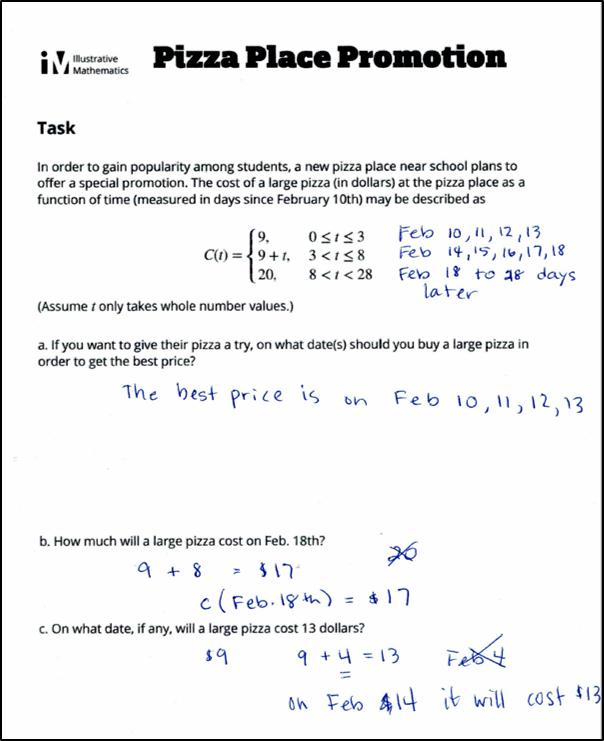 Illustrative
Mathematics
Pizza Place Promotion
Task
In order to gain popularity among students, a new pizza place near school plans to
offer a special promotion. The cost of a large pizza (in dollars) at the pizza place as a
function of time (measured in days since February 10th) may be described as
9, 0 ≤ t ≤ 3 Feb 10, 11, 12, 13
C(t) = { 9 + t, 3 < t ≤ 8 Feb 14, 15, 16, 17, 18
20, 8 < t < 28 Feb 18 to 28 days
later
(Assume t only takes whole number values.)
a. If you want to give their pizza a try, on what date(s) should you buy a large pizza in
order to get the best price?
The best price is on Feb 10, 11, 12, 13
b. How much will a large pizza cost on Feb. 18th?
20
9 + 8 = $17
C (Feb. 18th) = $17
c. On what date, if any, will a large pizza cost 13 dollars?
$9 9 + 4 = 13 Feb 4
on Feb 14 it will cost $13